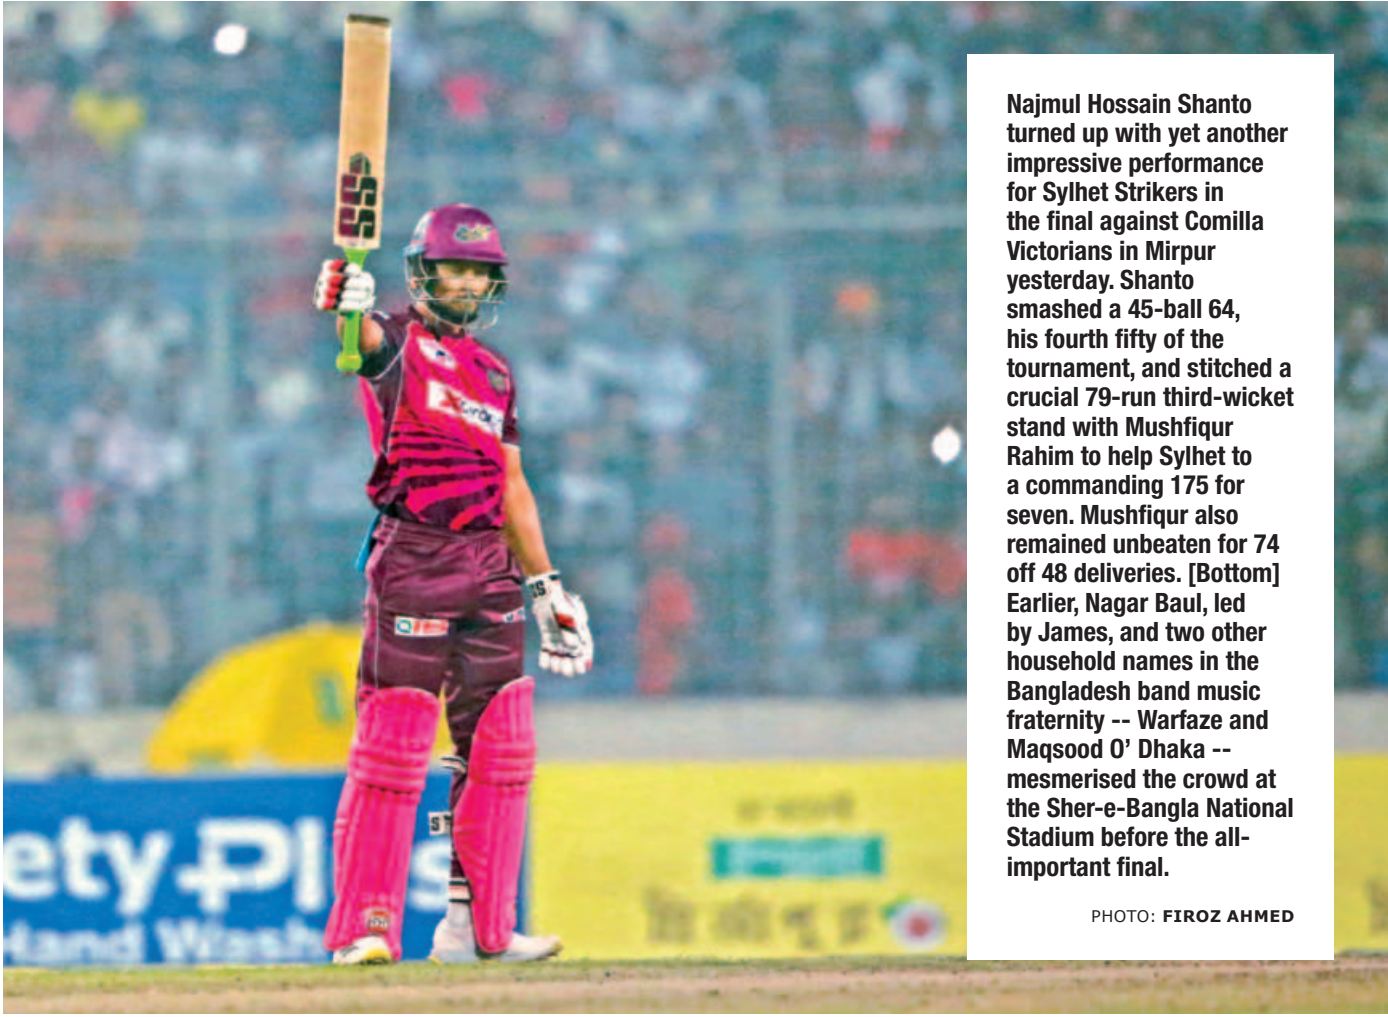 Najmul Hossain Shanto
turned up with yet another
impressive performance
for Sylhet Strikers in
the final against Comilla
Victorians in Mirpur
yesterday. Shanto
smashed a 45-ball 64,
his fourth fifty of the
tournament, and stitched a
crucial 79-run third-wicket
stand with Mushfiqur
Rahim to help Sylhet to
a commanding 175 for
seven. Mushfiqur also
remained unbeaten for 74
off 48 deliveries. [Bottom]
Earlier, Nagar Baul, led
by James, and two other
household names in the
Bangladesh band music
fraternity -- Warfaze and
Maqsood O’ Dhaka --
mesmerised the crowd at
the Sher-e-Bangla National
Stadium before the all-
important final.
PHOTO: FIROZ AHMED
SS
ety Pl s
Hand Wash